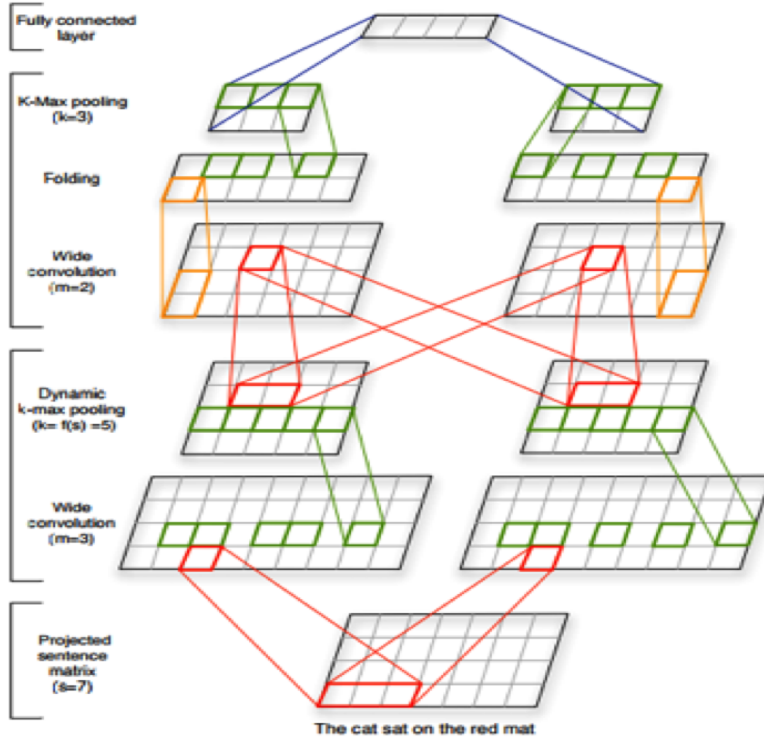 Fully connected
layer
K-Max pooling
(k=3)
Folding
Wide
convolution
(m=2)
Dynamic
k-max pooling
(k= f(s) =5)
Wide
convolution
(m=3)
Projected
sentence
matrix
(s=7)
The cat sat on the red mat